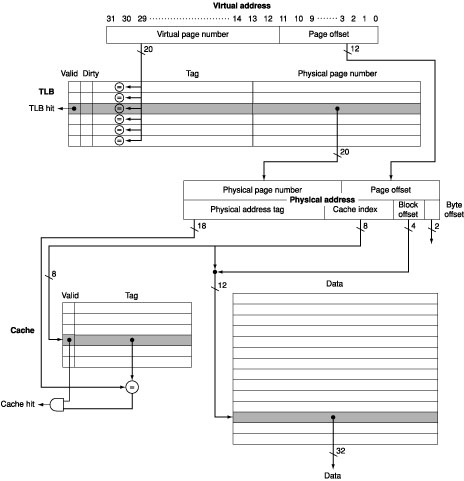 Virtual address
31 30 29 ··················· 14 13 12 11 10 9 ········ 3 2 1 0
Virtual page number Page offset
20 12
Valid Dirty Tag Physical page number
TLB
=
=
TLB hit =
=
=
=
20
Physical page number Page offset
Physical address
Physical address tag Cache index Block offset Byte offset
18 8 4 2
8 12
Data
Valid Tag
Cache
=
Cache hit
32
Data